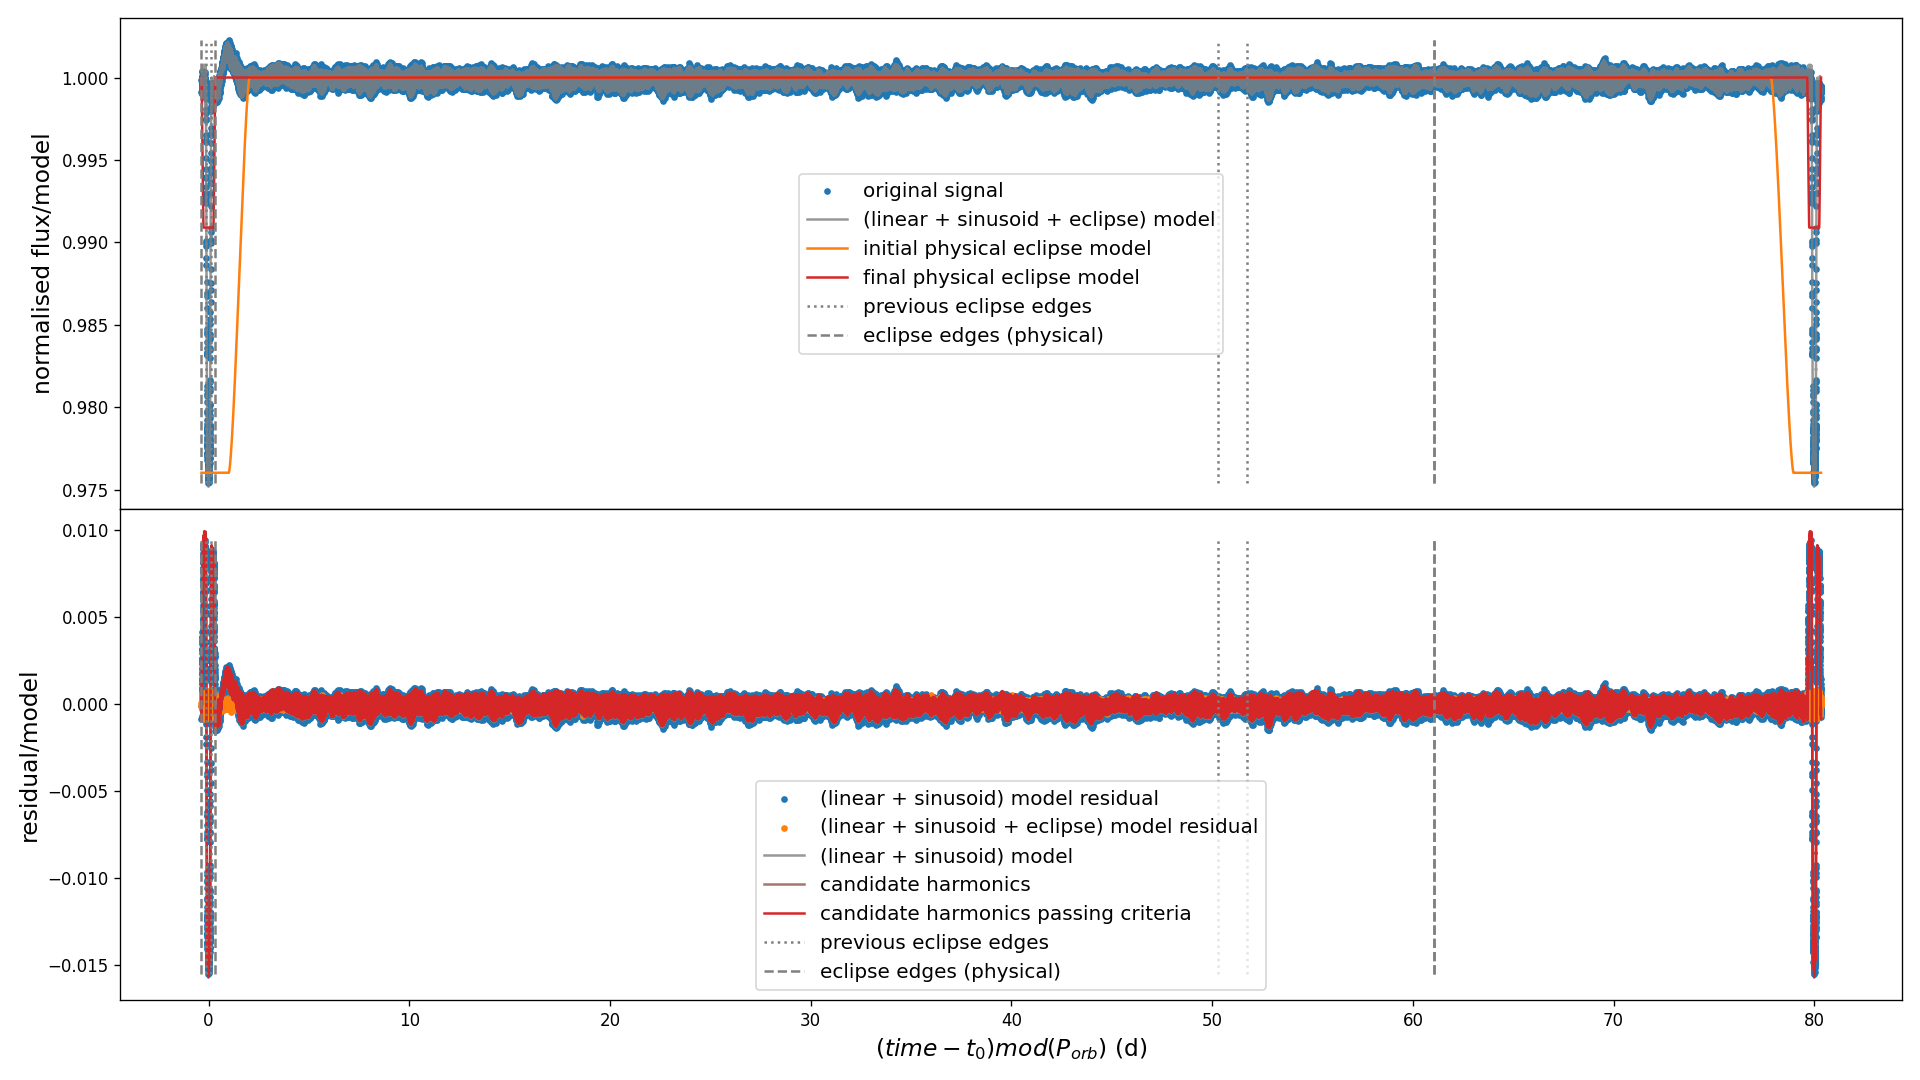 normalised flux/model
1.000
0.995
0.990
0.985
0.980
0.975
original signal
(linear + sinusoid + eclipse) model
initial physical eclipse model
final physical eclipse model
previous eclipse edges
eclipse edges (physical)
residual/model
0.010
0.005
0.000
−0.005
−0.010
−0.015
(linear + sinusoid) model residual
(linear + sinusoid + eclipse) model residual
(linear + sinusoid) model
candidate harmonics
candidate harmonics passing criteria
previous eclipse edges
eclipse edges (physical)
0 10 20 30 40 50 60 70 80
(time − t₀)mod(P_orb) (d)